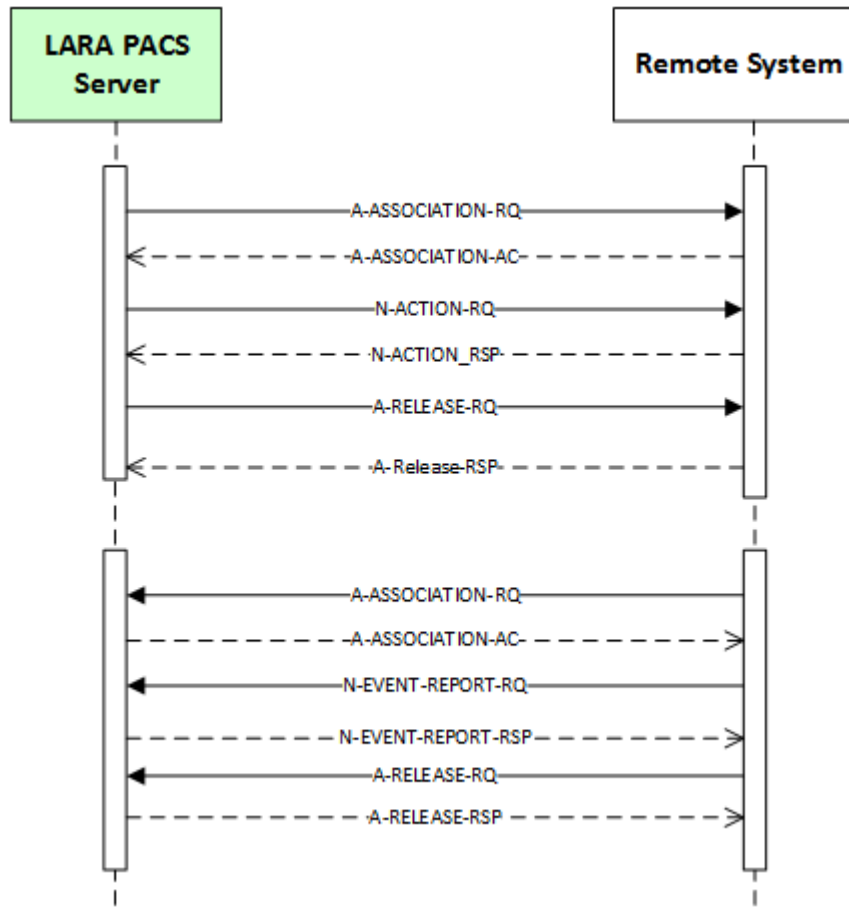 LARA PACS
Server
Remote System
A-ASSOCIATION-RQ
A-ASSOCIATION-AC
N-ACTION-RQ
N-ACTION_RSP
A-RELEASE-RQ
A-Release-RSP
A-ASSOCIATION-RQ
A-ASSOCIATION-AC
N-EVENT-REPORT-RQ
N-EVENT-REPORT-RSP
A-RELEASE-RQ
A-RELEASE-RSP